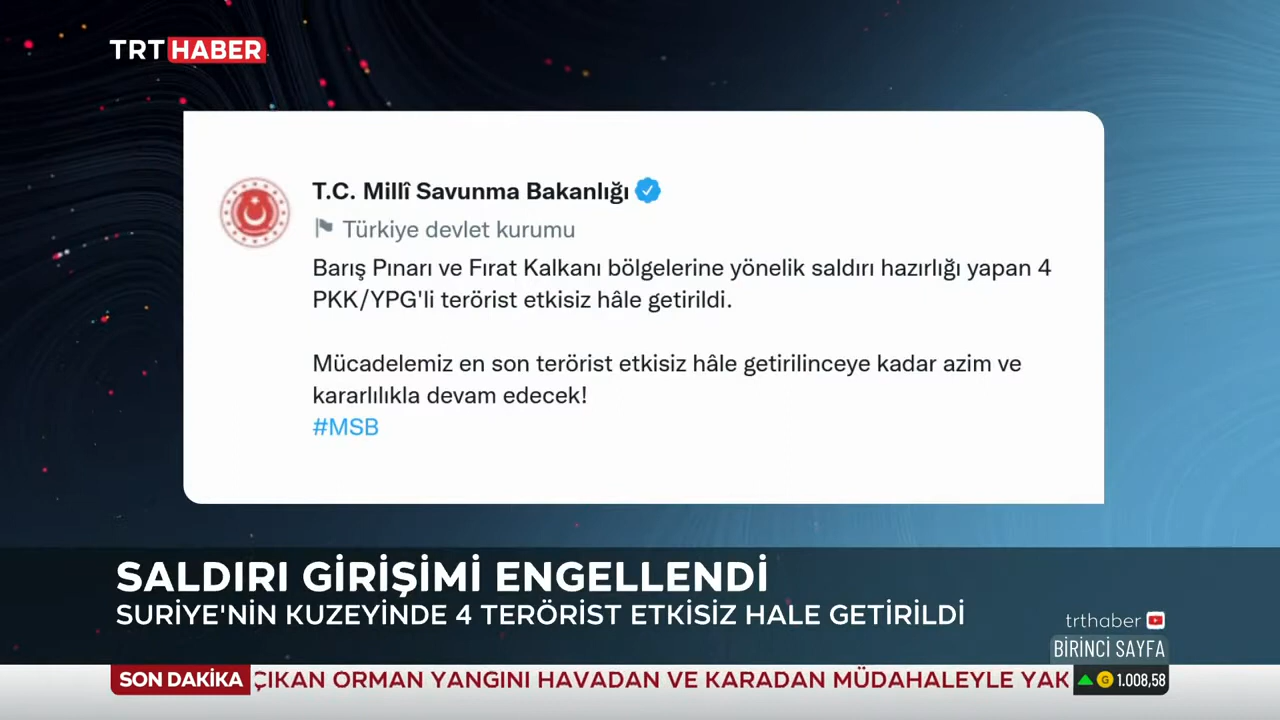 TRT HABER
T.C. Millî Savunma Bakanlığı
Türkiye devlet kurumu
Barış Pınarı ve Fırat Kalkanı bölgelerine yönelik saldırı hazırlığı yapan 4
PKK/YPG'li terörist etkisiz hâle getirildi.
Mücadelemiz en son terörist etkisiz hâle getirilinceye kadar azim ve
kararlılıkla devam edecek!
#MSB
SALDIRI GİRİŞİMİ ENGELLENDİ
SURİYE'NİN KUZEYİNDE 4 TERÖRİST ETKİSİZ HALE GETİRİLDİ
trthaber
BİRİNCİ SAYFA
SON DAKİKA ÇIKAN ORMAN YANGINI HAVADAN VE KARADAN MÜDAHALEYLE YAK
G 1.008,58